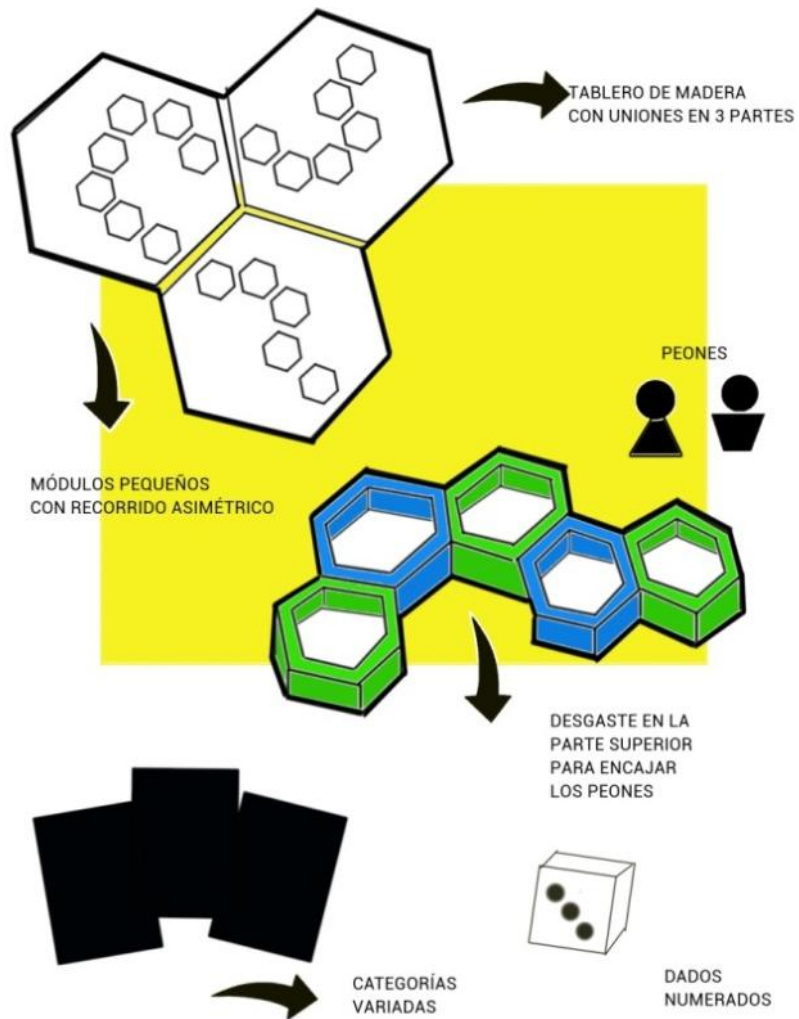 TABLERO DE MADERA
CON UNIONES EN 3 PARTES
PEONES
MÓDULOS PEQUEÑOS
CON RECORRIDO ASIMÉTRICO
DESGASTE EN LA
PARTE SUPERIOR
PARA ENCAJAR
LOS PEONES
CATEGORÍAS
VARIADAS
DADOS
NUMERADOS